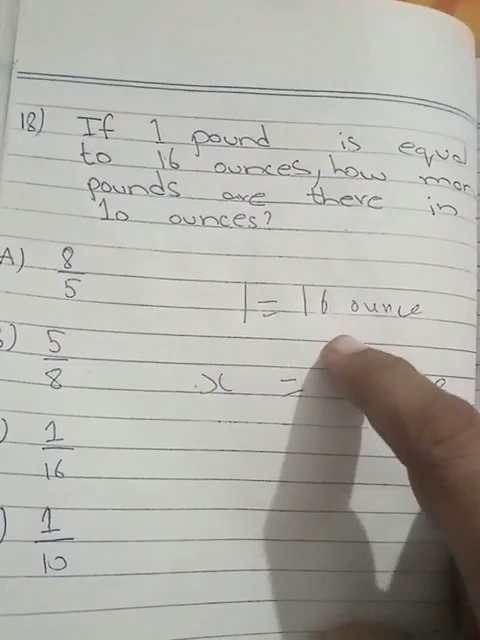 18) If 1 pound is equal
to 16 ounces, how man
pounds are there in
10 ounces?
A) 8/5
1 = 16 ounce
) 5/8
x =
) 1/16
) 1/10